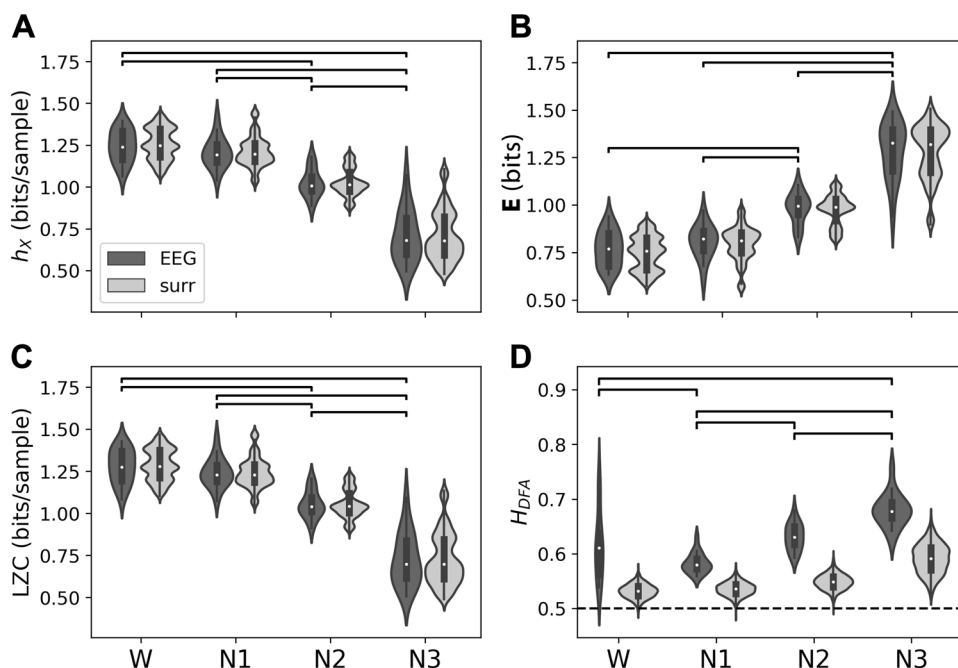 A
h_X (bits/sample)
1.75
1.50
1.25
1.00
0.75
0.50
EEG
surr
W
N1
N2
N3
B
E (bits)
1.75
1.50
1.25
1.00
0.75
0.50
C
LZC (bits/sample)
1.75
1.50
1.25
1.00
0.75
0.50
W
N1
N2
N3
D
H_DFA
0.9
0.8
0.7
0.6
0.5
W
N1
N2
N3